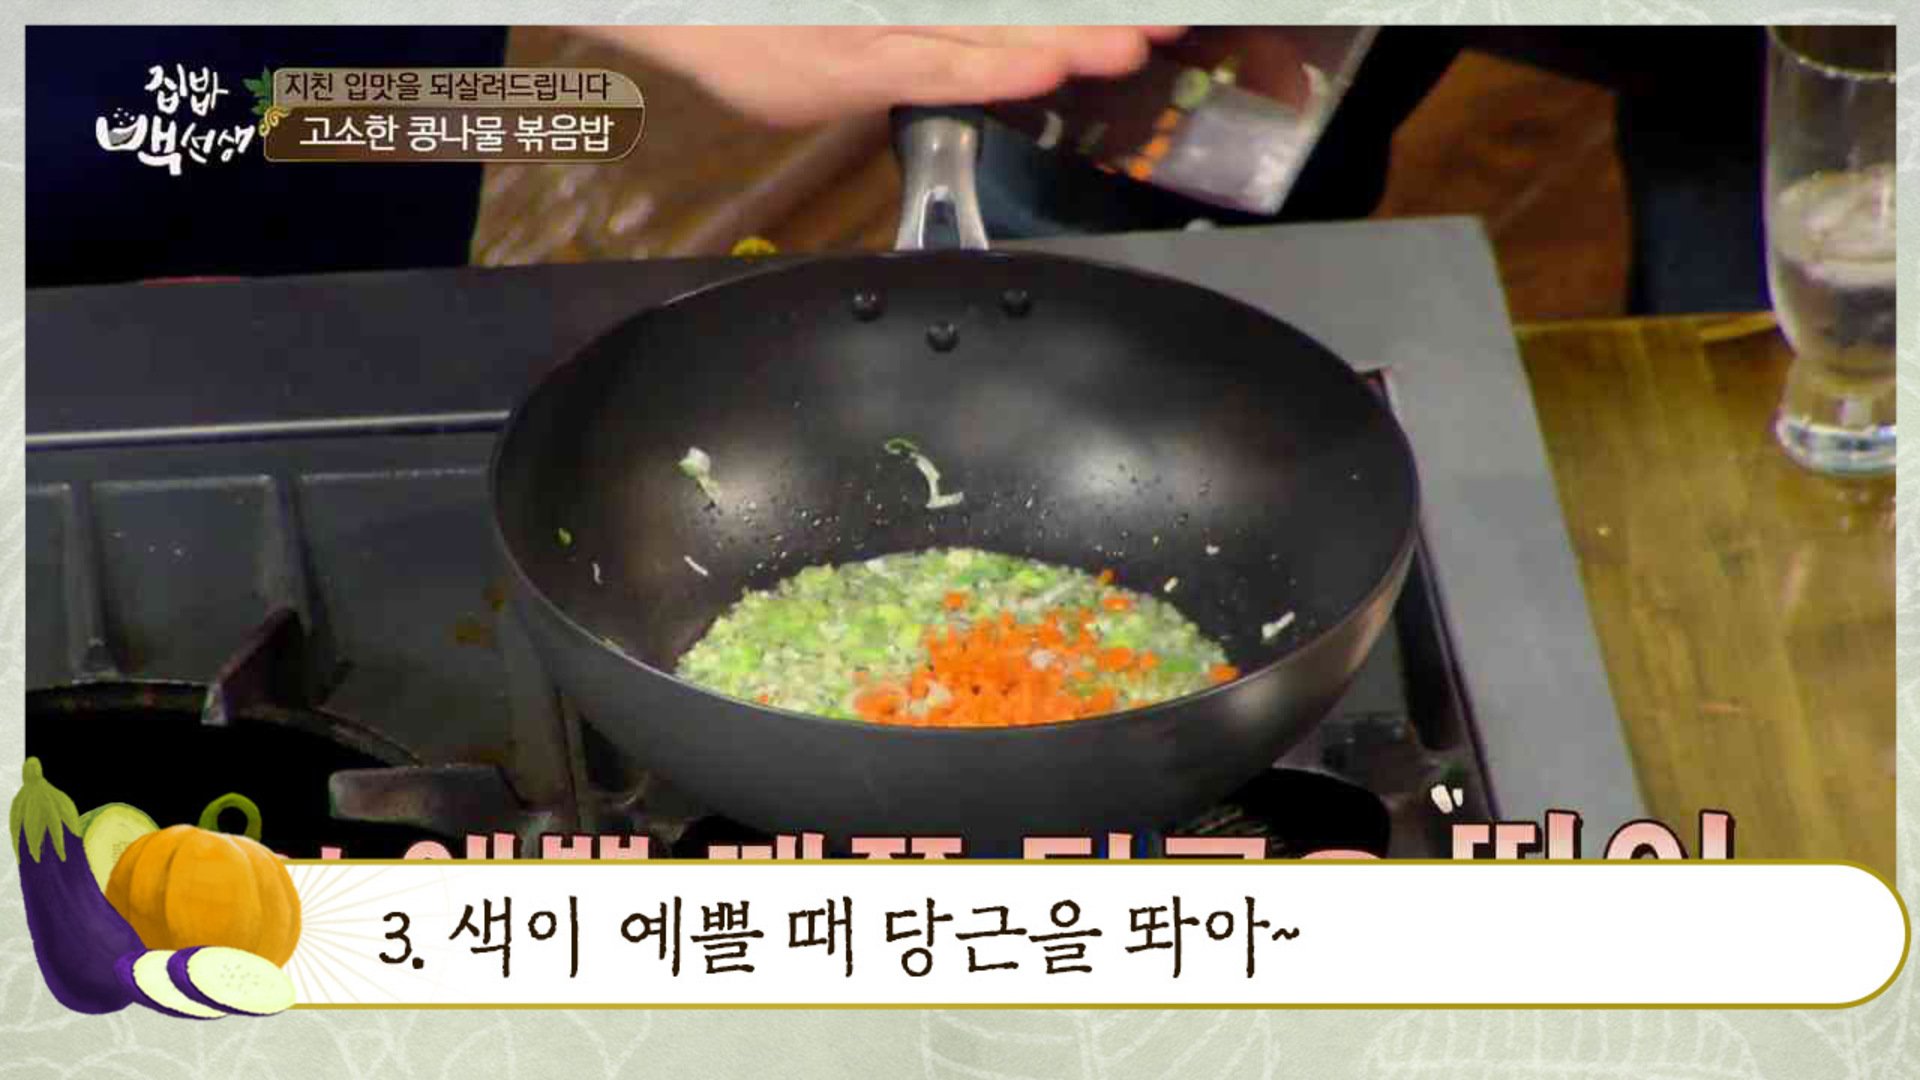 집밥
백선생
지친 입맛을 되살려드립니다
고소한 콩나물 볶음밥
3. 색이 예쁠 때 당근을 똬아~